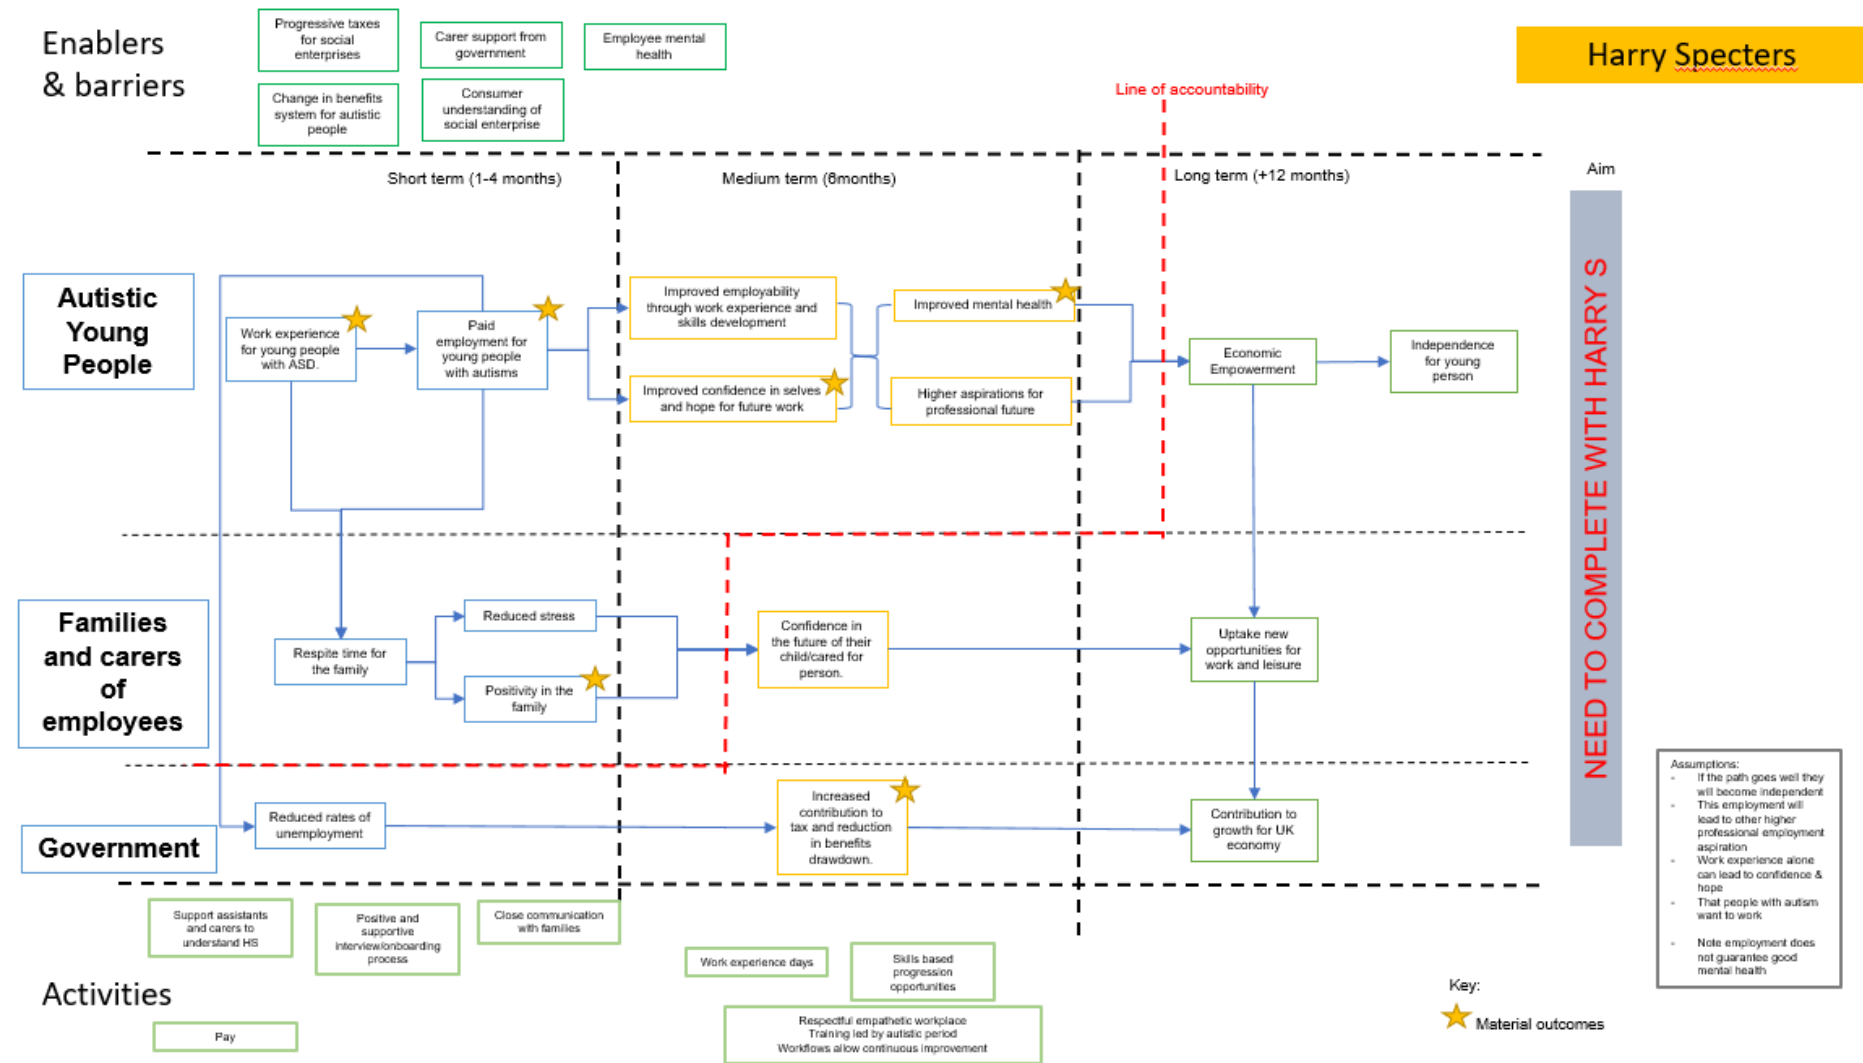 Enablers
& barriers
Progressive taxes
for social
enterprises
Carer support from
government
Employee mental
health
Change in benefits
system for autistic
people
Consumer
understanding of
social enterprise
Harry Specters
Line of accountability
Short term (1-4 months)
Medium term (6months)
Long term (+12 months)
Aim
Autistic
Young
People
Work experience
for young people
with ASD.
Paid
employment for
young people
with autisms
Improved employability
through work experience and
skills development
Improved confidence in selves
and hope for future work
Improved mental health
Higher aspirations for
professional future
Economic
Empowerment
Independence
for young
person
NEED TO COMPLETE WITH HARRY S
Families
and carers
of
employees
Respite time for
the family
Reduced stress
Positivity in the
family
Confidence in
the future of their
child/cared for
person.
Uptake new
opportunities for
work and leisure
Government
Reduced rates of
unemployment
Increased
contribution to
tax and reduction
in benefits
drawdown.
Contribution to
growth for UK
economy
Assumptions:
- If the path goes well they
will become independent
- This employment will
lead to other higher
professional employment
aspiration
- Work experience alone
can lead to confidence &
hope
- That people with autism
want to work
- Note employment does
not guarantee good
mental health
Activities
Support assistants
and carers to
understand HS
Positive and
supportive
interview/onboarding
process
Close communication
with families
Pay
Work experience days
Skills based
progression
opportunities
Respectful empathetic workplace
Training led by autistic period
Workflows allow continuous improvement
Key:
Material outcomes